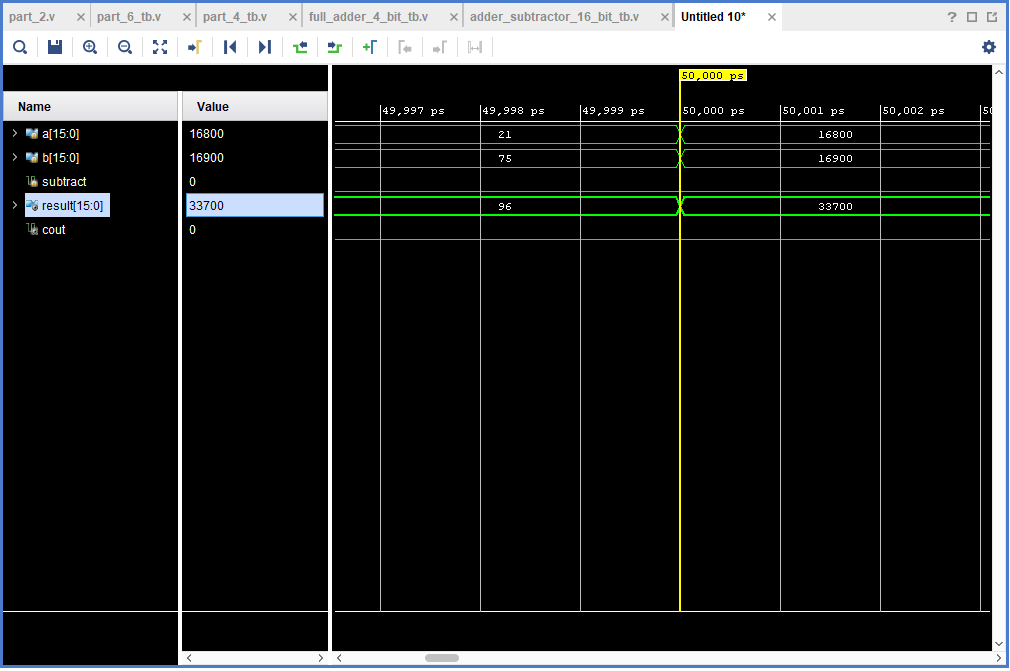 part_2.v part_6_tb.v part_4_tb.v full_adder_4_bit_tb.v adder_subtractor_16_bit_tb.v Untitled 10*
50,000 ps
Name Value 49,997 ps 49,998 ps 49,999 ps 50,000 ps 50,001 ps 50,002 ps
a[15:0] 16800 21 16800
b[15:0] 16900 75 16900
subtract 0
result[15:0] 33700 96 33700
cout 0